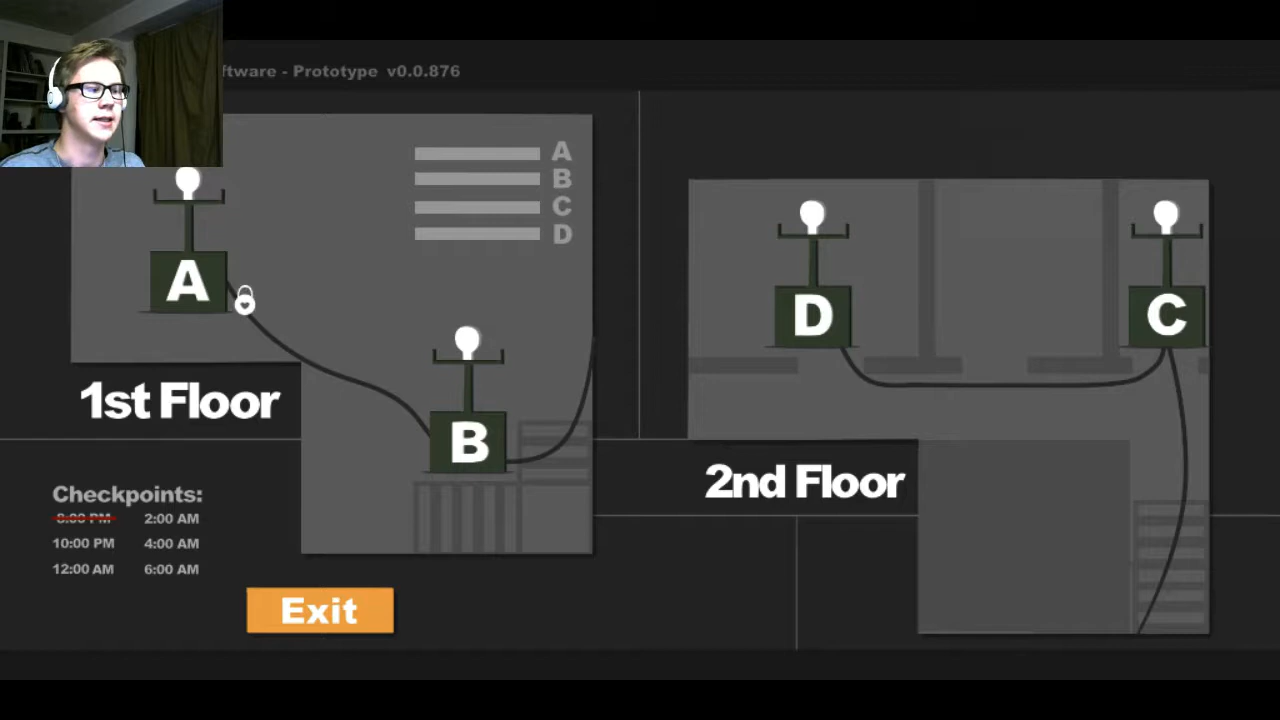 ftware - Prototype v0.0.876
A
B
C
D
A
B
D
C
1st Floor
2nd Floor
Checkpoints:
8:00 PM 2:00 AM
10:00 PM 4:00 AM
12:00 AM 6:00 AM
Exit